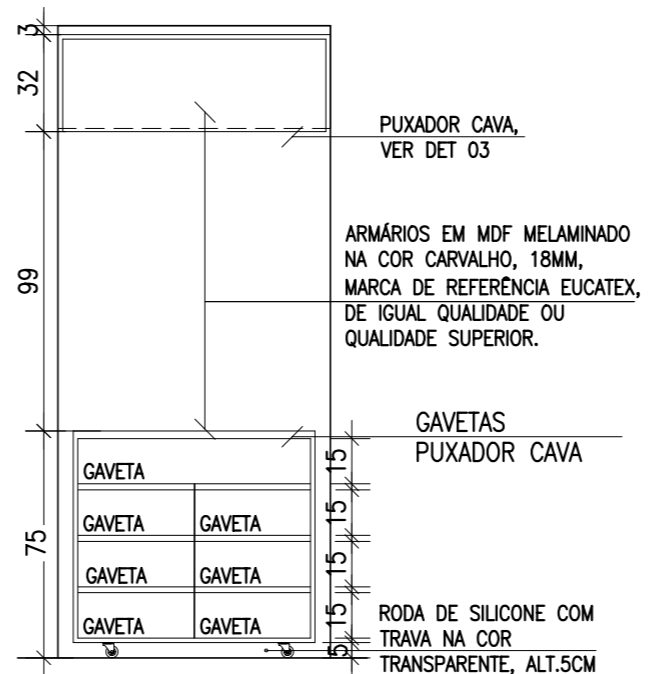 3
32
PUXADOR CAVA,
VER DET 03
99
ARMÁRIOS EM MDF MELAMINADO
NA COR CARVALHO, 18MM,
MARCA DE REFERÊNCIA EUCATEX,
DE IGUAL QUALIDADE OU
QUALIDADE SUPERIOR.
GAVETAS
PUXADOR CAVA
75
GAVETA
15
GAVETA GAVETA
15
GAVETA GAVETA
15
GAVETA GAVETA
15
5
RODA DE SILICONE COM
TRAVA NA COR
TRANSPARENTE, ALT.5CM